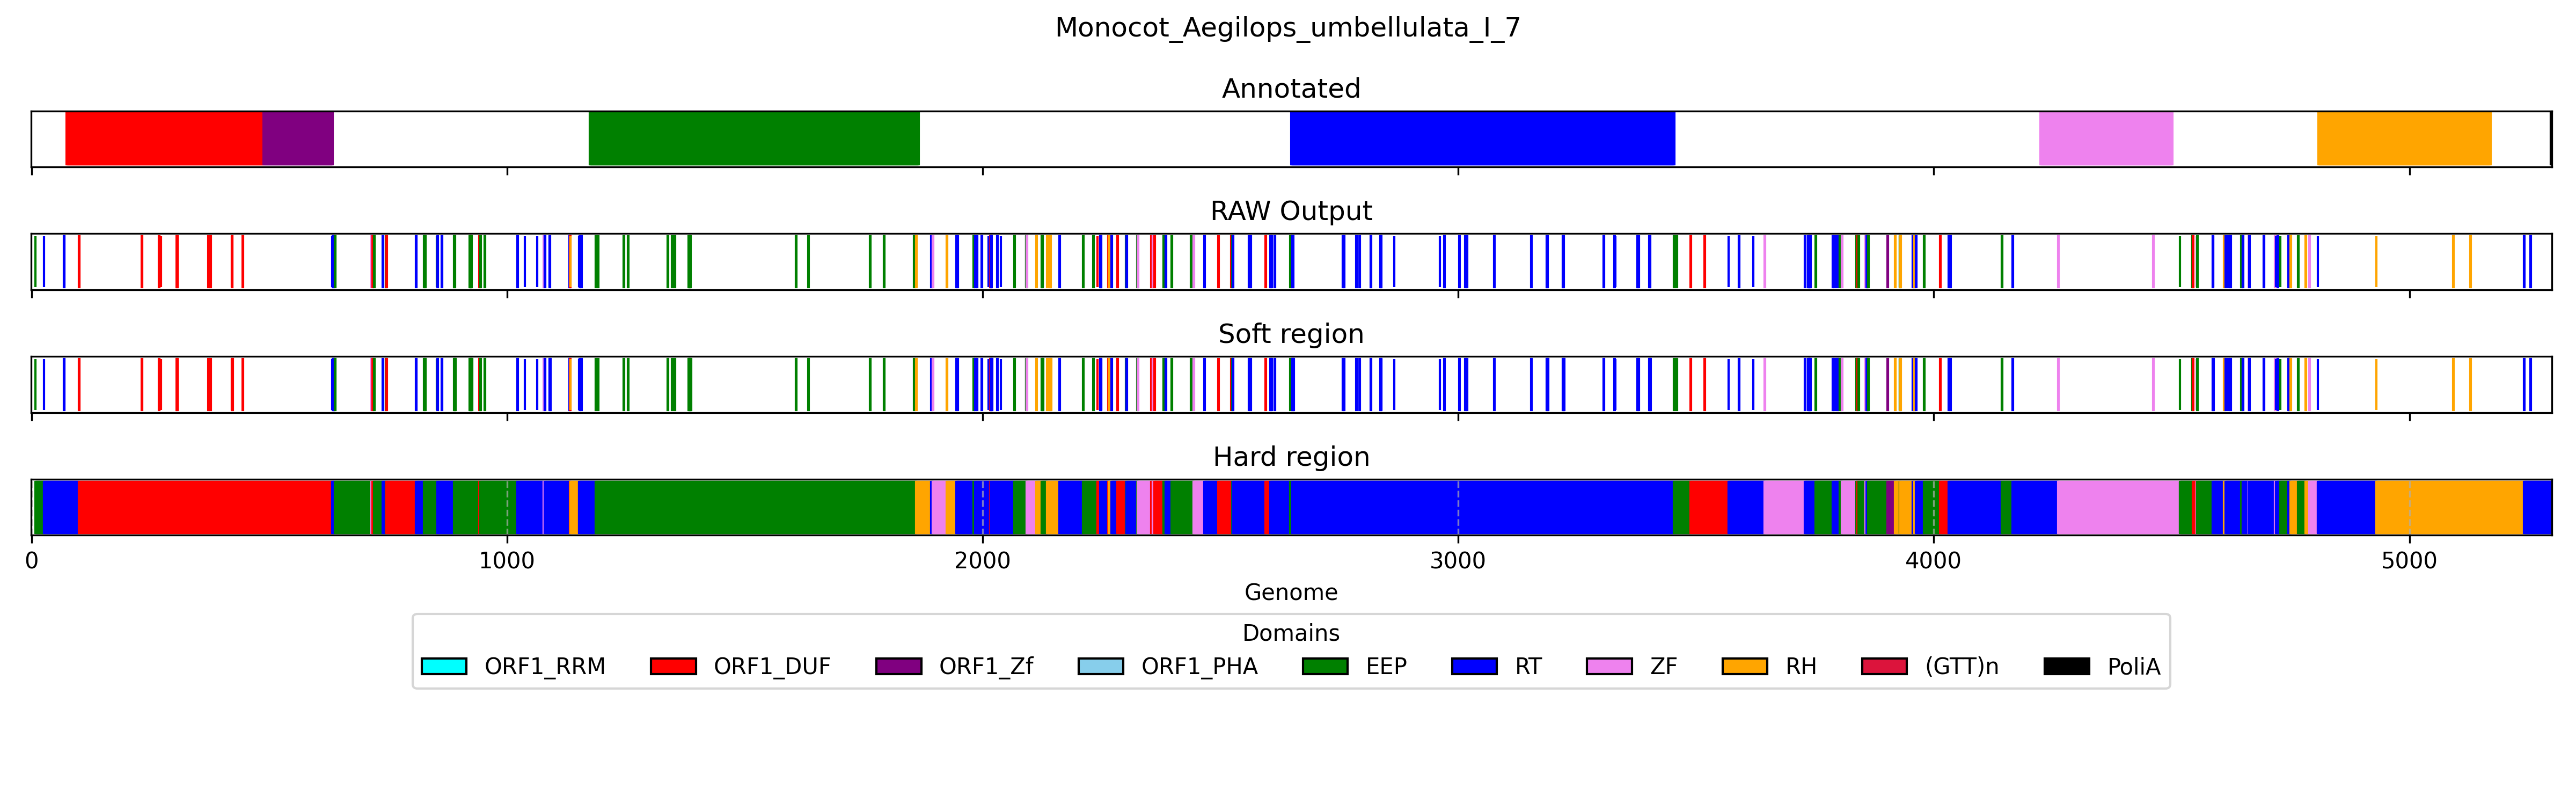 Monocot_Aegilops_umbellulata_I_7
Annotated
RAW Output
Soft region
Hard region
0 1000 2000 3000 4000 5000
Genome
Domains
ORF1_RRM ORF1_DUF ORF1_Zf ORF1_PHA EEP RT ZF RH (GTT)n PoliA